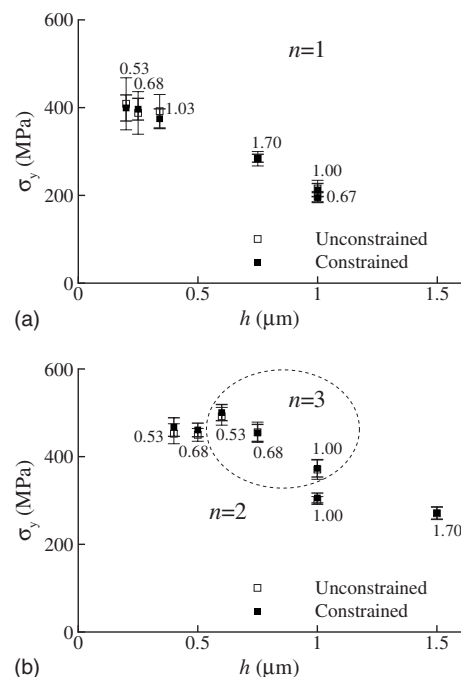 600
n=1
0.53
0.68
1.03
400
1.70
1.00
200
0.67
Unconstrained
Constrained
0
0
0.5
1
1.5
σy (MPa)
h (μm)
(a)
600
n=3
0.53
0.68
0.53
0.68
1.00
400
n=2
1.00
1.70
200
Unconstrained
Constrained
0
0
0.5
1
1.5
σy (MPa)
h (μm)
(b)